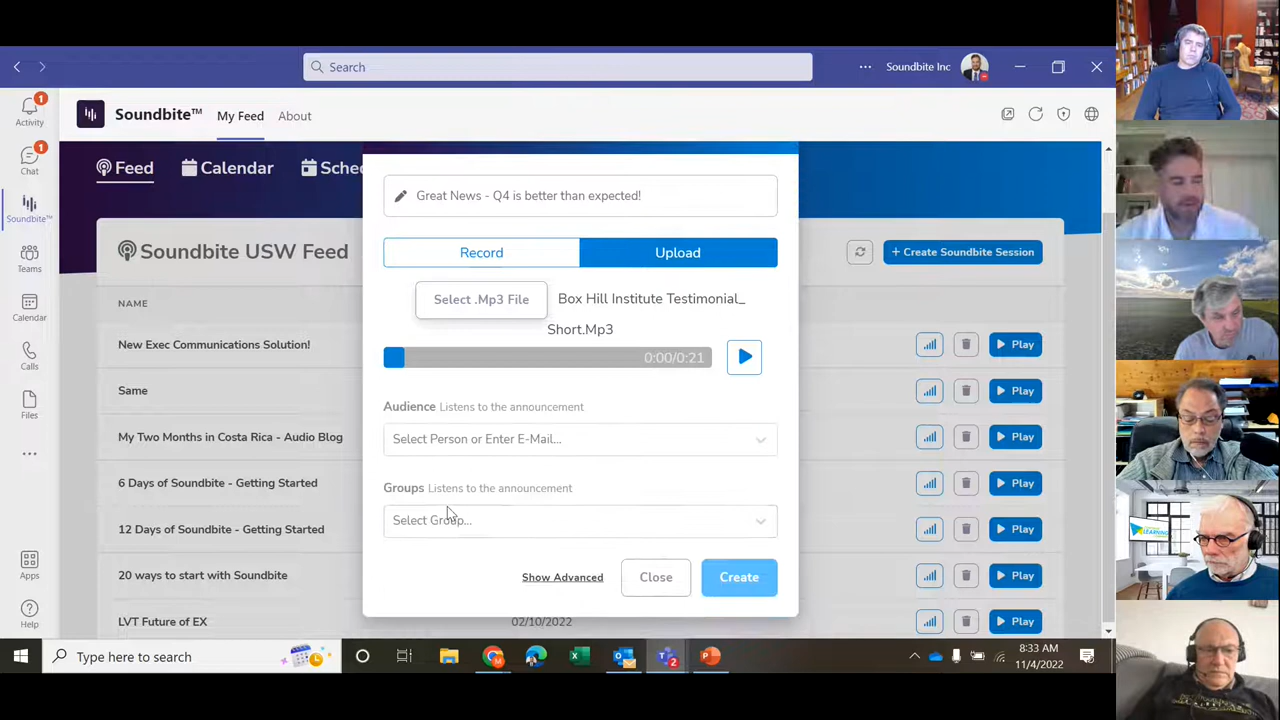 Search
Soundbite Inc
Activity
Chat
Soundbite™
Teams
Calendar
Calls
Files
Apps
Help
Soundbite™
My Feed
About
Feed
Calendar
Sched
Soundbite USW Feed
+ Create Soundbite Session
NAME
New Exec Communications Solution!
Play
Same
Play
My Two Months in Costa Rica - Audio Blog
Play
6 Days of Soundbite - Getting Started
Play
12 Days of Soundbite - Getting Started
Play
20 ways to start with Soundbite
Play
LVT Future of EX
02/10/2022
Play
Great News - Q4 is better than expected!
Record
Upload
Select .Mp3 File
Box Hill Institute Testimonial_
Short.Mp3
0:00/0:21
Audience Listens to the announcement
Select Person or Enter E-Mail...
Groups Listens to the announcement
Select Group...
Show Advanced
Close
Create
Type here to search
8:33 AM
11/4/2022
LEARNING